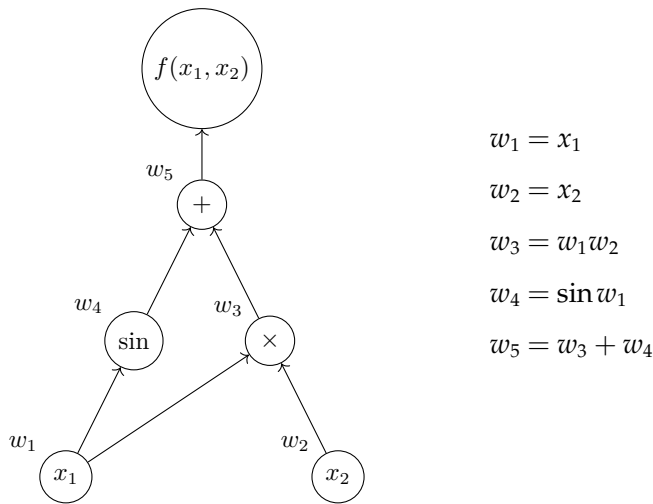 f(x₁, x₂)
w₅
+
w₄
w₃
sin
×
w₁
w₂
x₁
x₂
w₁ = x₁
w₂ = x₂
w₃ = w₁w₂
w₄ = sin w₁
w₅ = w₃ + w₄